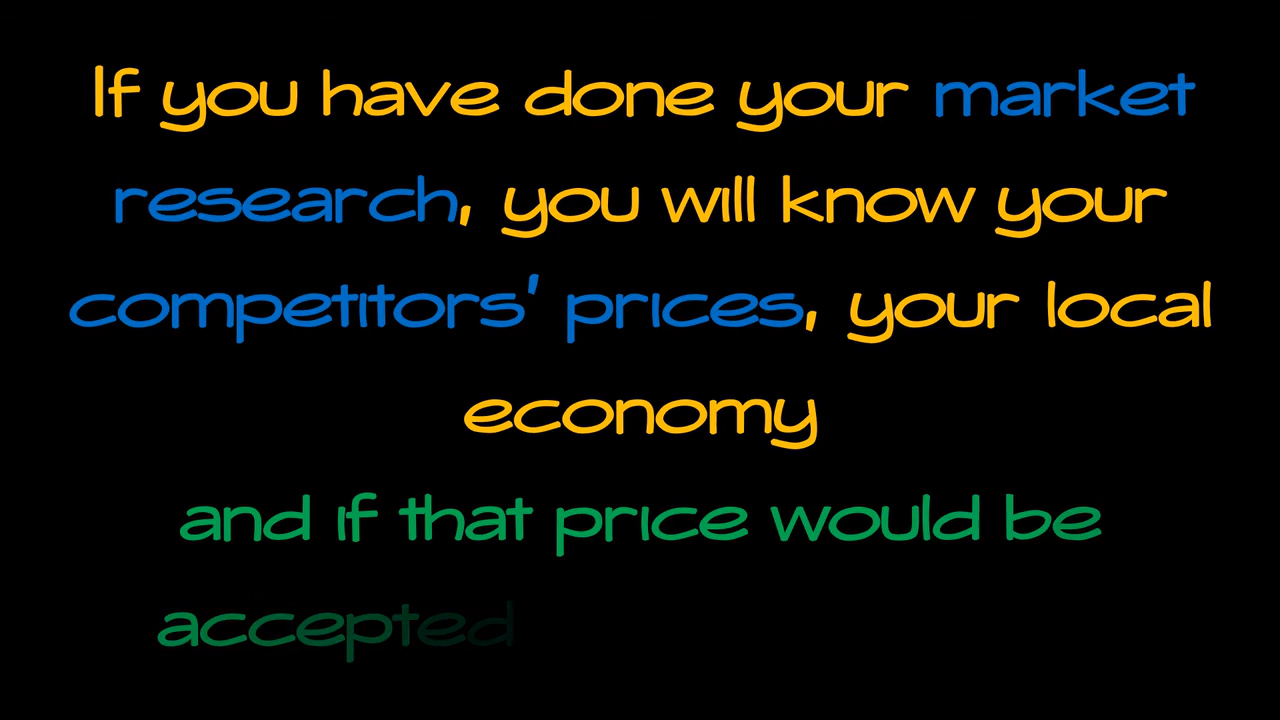 If you have done your market
research, you will know your
competitors' prices, your local
economy
and if that price would be
accepted